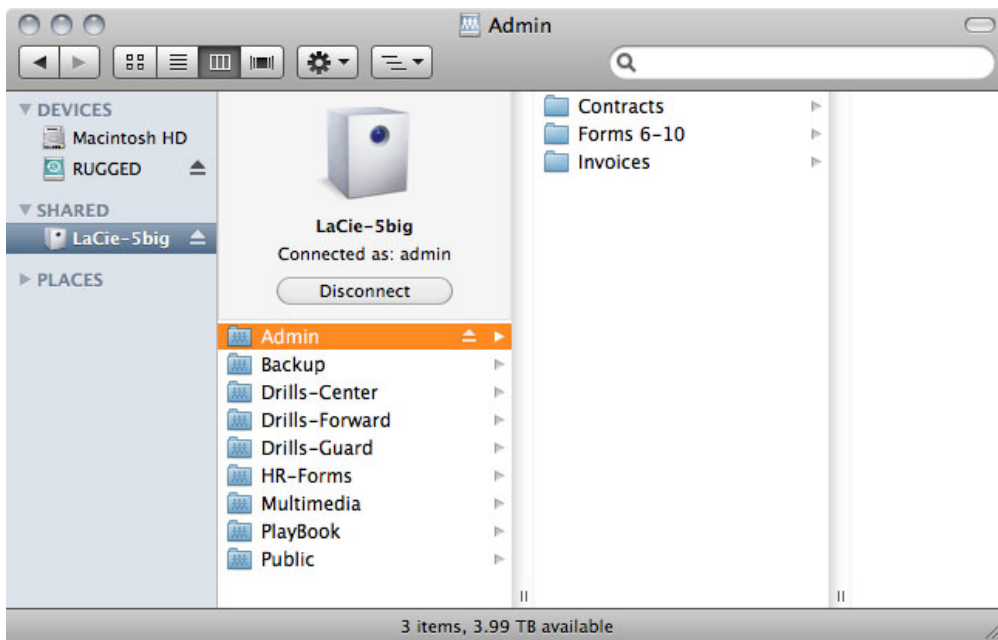 Admin
DEVICES
Macintosh HD
RUGGED
SHARED
LaCie-5big
PLACES
LaCie-5big
Connected as: admin
Disconnect
Admin
Backup
Drills-Center
Drills-Forward
Drills-Guard
HR-Forms
Multimedia
PlayBook
Public
Contracts
Forms 6-10
Invoices
3 items, 3.99 TB available